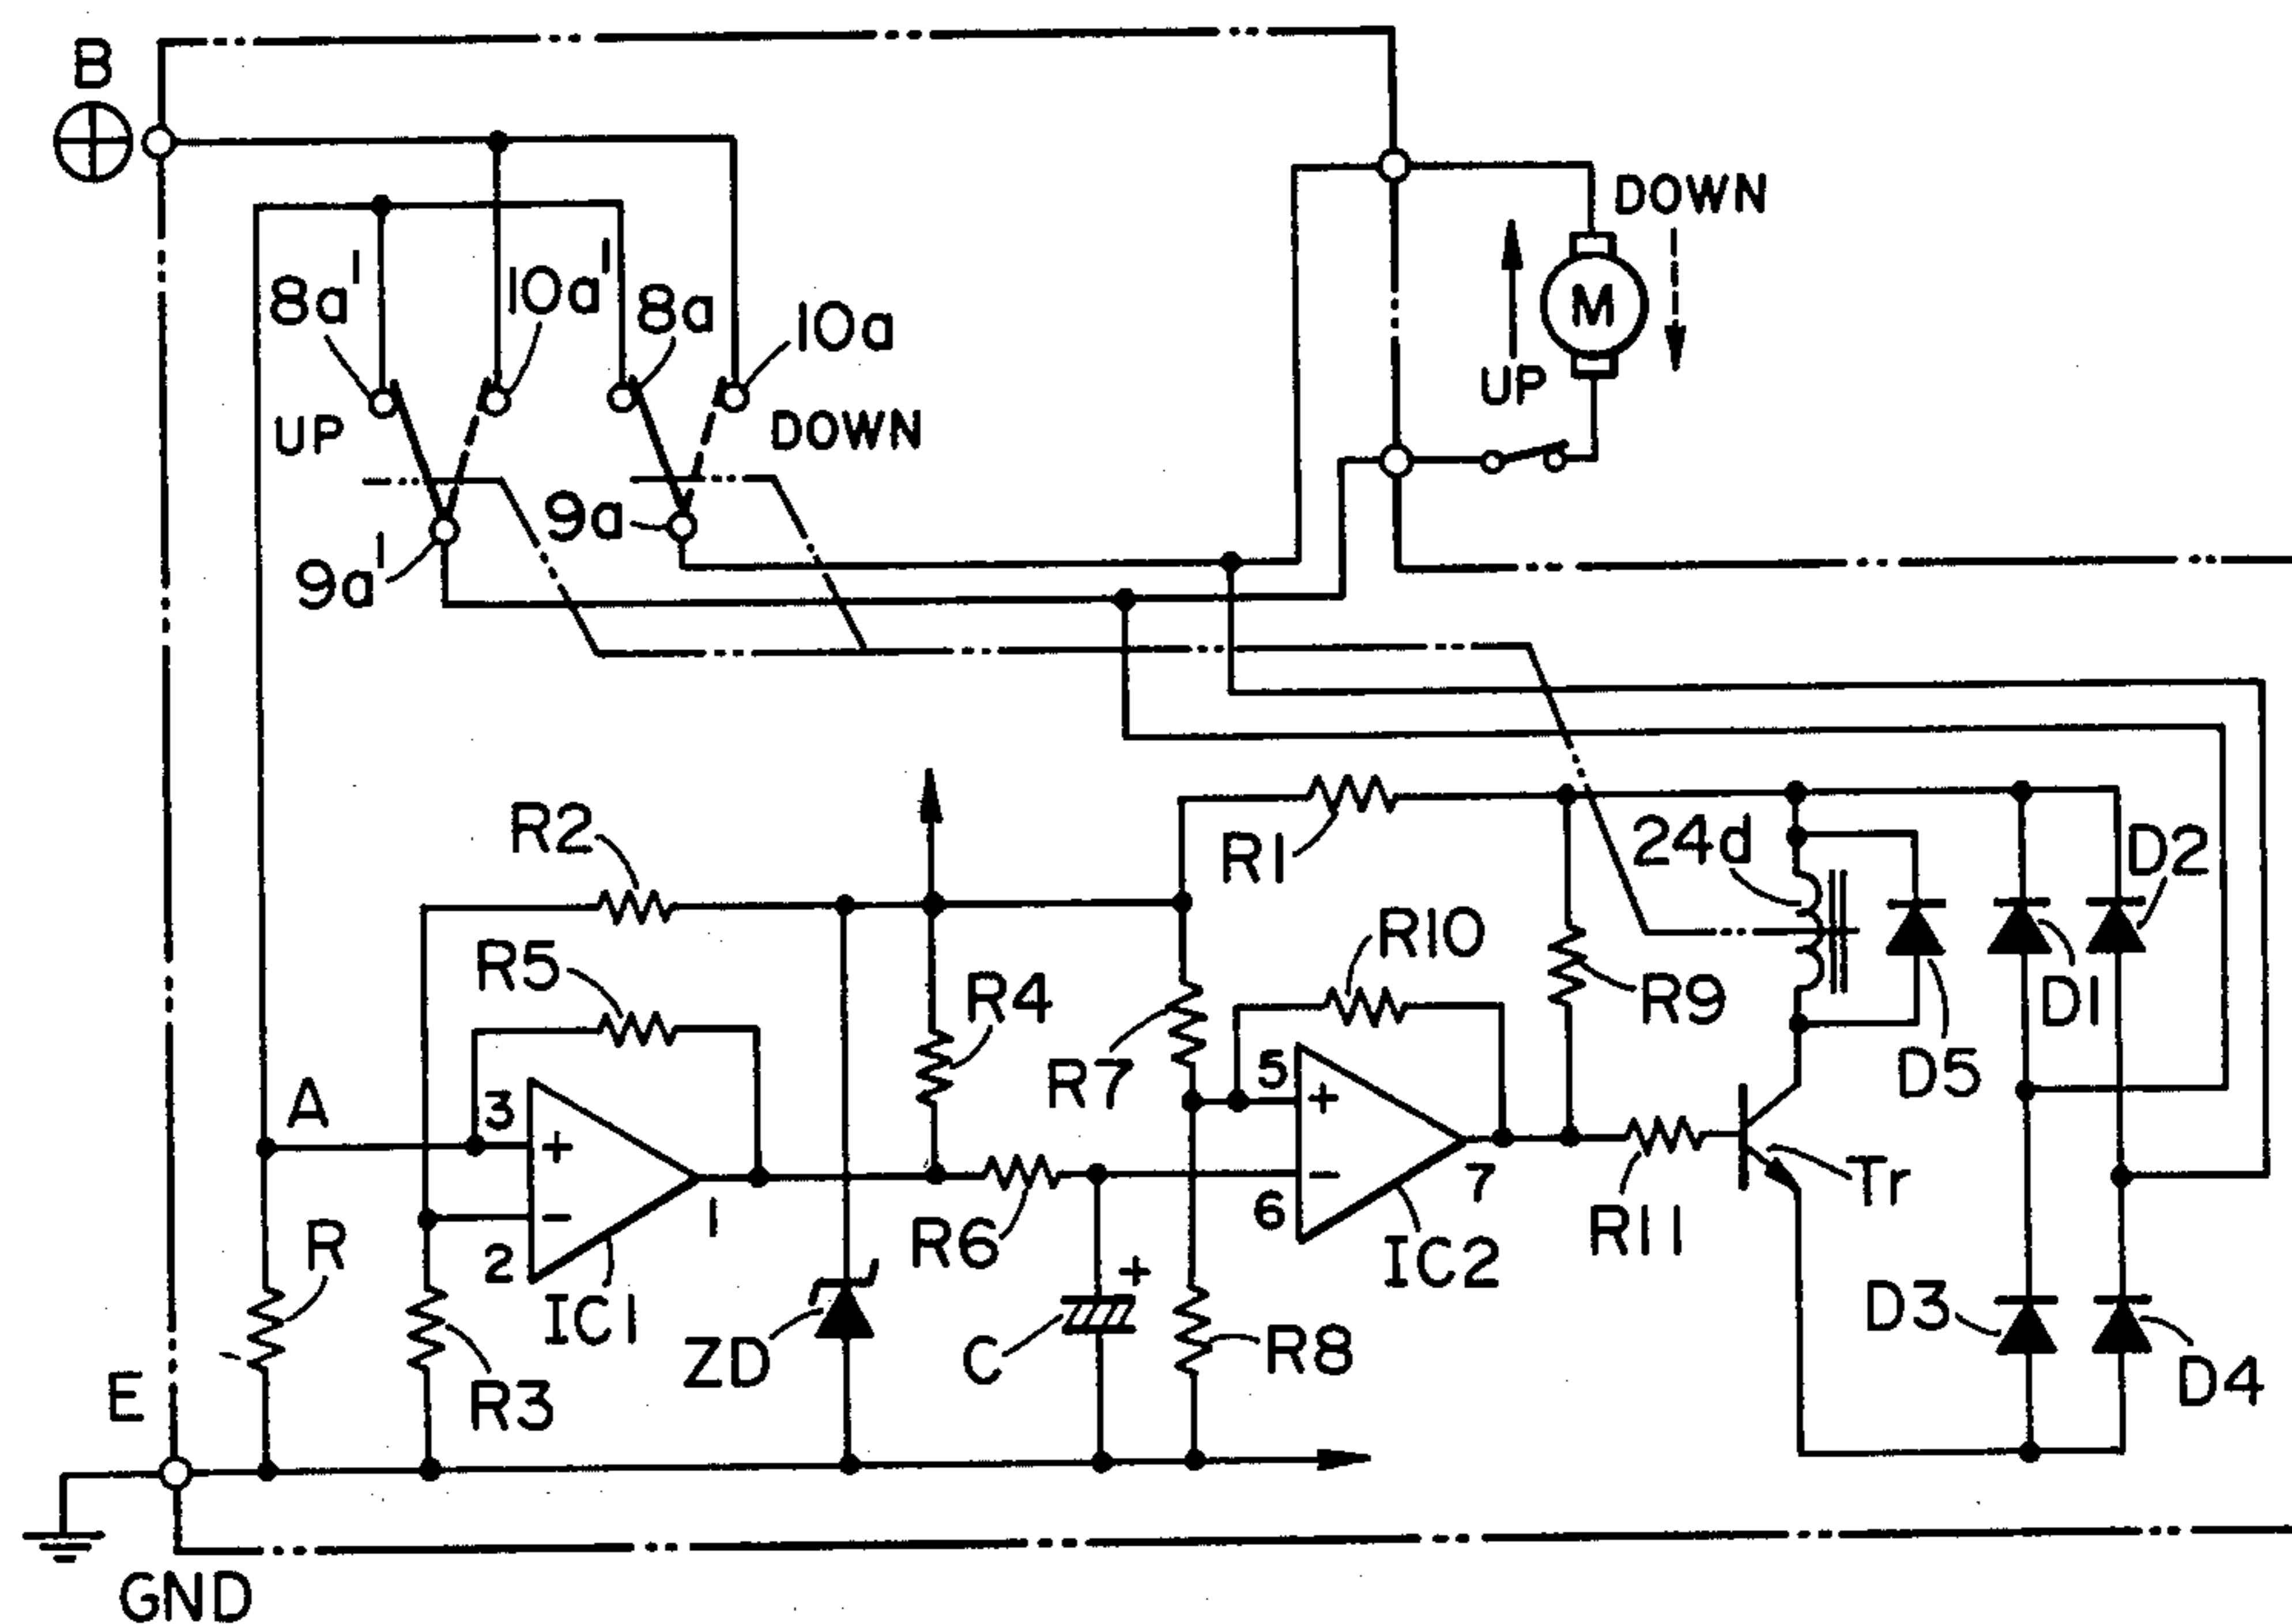 B
DOWN
8a'
10a'
8a
10a
M
UP
UP
DOWN
9a
9a'
R2
R1
24d
D2
R5
R4
R10
R9
D1
A
3
R7
5
D5
2
1
R6
6
7
Tr
R
IC1
IC2
R11
ZD
C
+
R8
D3
D4
E
R3
GND
+
−
+
−